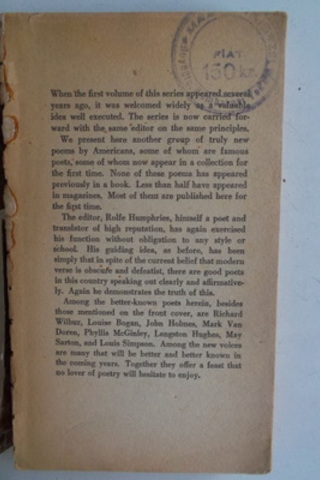 FIAT
150 kr.
When the first volume of this series appeared several
years ago, it was welcomed widely as a valuable
idea well executed. The series is now carried for-
ward with the same editor on the same principles.
We present here another group of truly new
poems by Americans, some of whom are famous
poets, some of whom now appear in a collection for
the first time. None of these poems has appeared
previously in a book. Less than half have appeared
in magazines. Most of them are published here for
the first time.
The editor, Rolfe Humphries, himself a poet and
translator of high reputation, has again exercised
his function without obligation to any style or
school. His guiding idea, as before, has been
simply that in spite of the current belief that modern
verse is obscure and defeatist, there are good poets
in this country speaking out clearly and affirmative-
ly. Again he demonstrates the truth of this.
Among the better-known poets herein, besides
those mentioned on the front cover, are Richard
Wilbur, Louise Bogan, John Holmes, Mark Van
Doren, Phyllis McGinley, Langston Hughes, May
Sarton, and Louis Simpson. Among the new voices
are many that will be better and better known in
the coming years. Together they offer a feast that
no lover of poetry will hesitate to enjoy.